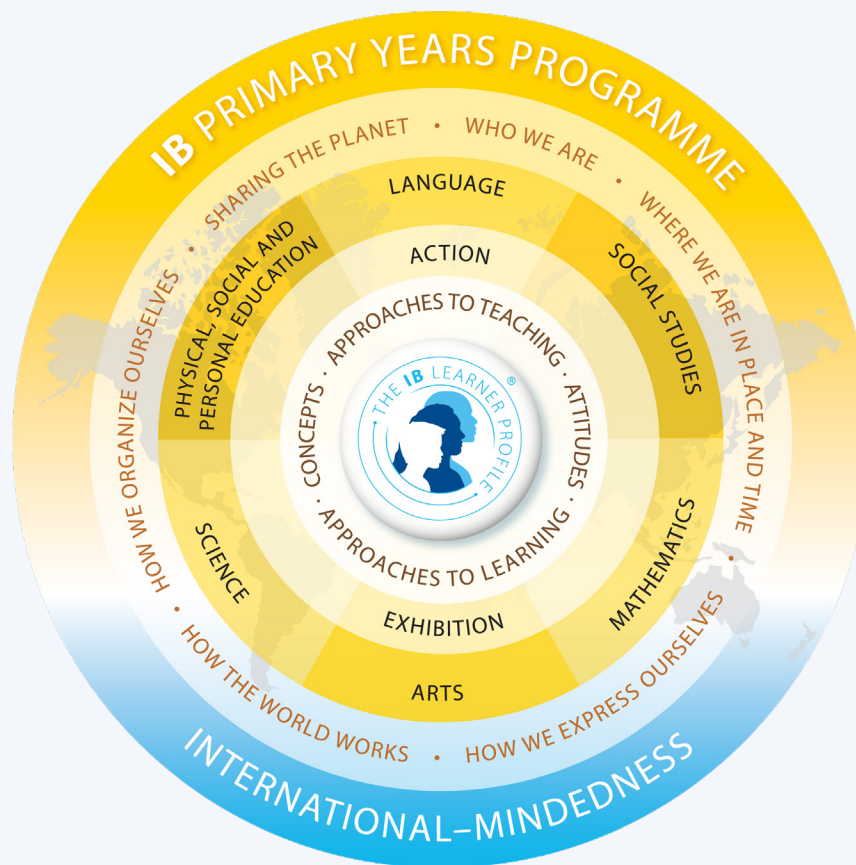 IB PRIMARY YEARS PROGRAMME
SHARING THE PLANET • WHO WE ARE • WHERE WE ARE IN PLACE AND TIME • HOW WE EXPRESS OURSELVES • HOW THE WORLD WORKS • HOW WE ORGANIZE OURSELVES •
LANGUAGE
SOCIAL STUDIES
MATHEMATICS
ARTS
SCIENCE
PHYSICAL, SOCIAL AND
PERSONAL EDUCATION
ACTION
EXHIBITION
APPROACHES TO TEACHING · ATTITUDES · APPROACHES TO LEARNING · CONCEPTS ·
• THE IB LEARNER PROFILE • ®
INTERNATIONAL–MINDEDNESS